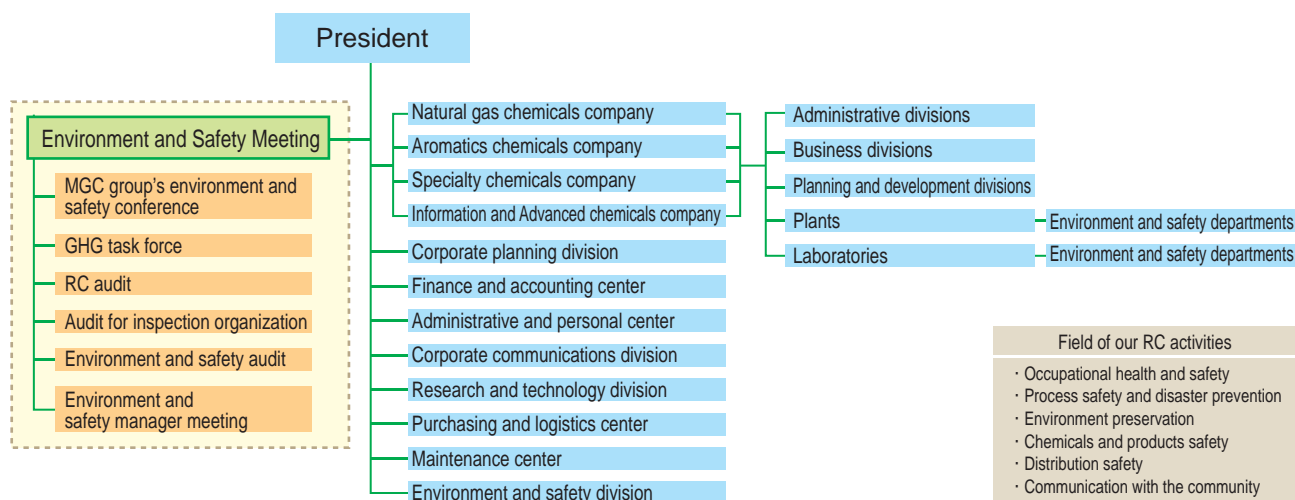 President
Environment and Safety Meeting
MGC group's environment and
safety conference
GHG task force
RC audit
Audit for inspection organization
Environment and safety audit
Environment and
safety manager meeting
Natural gas chemicals company
Aromatics chemicals company
Specialty chemicals company
Information and Advanced chemicals company
Corporate planning division
Finance and accounting center
Administrative and personal center
Corporate communications division
Research and technology division
Purchasing and logistics center
Maintenance center
Environment and safety division
Administrative divisions
Business divisions
Planning and development divisions
Plants
Environment and safety departments
Laboratories
Environment and safety departments
Field of our RC activities
・Occupational health and safety
・Process safety and disaster prevention
・Environment preservation
・Chemicals and products safety
・Distribution safety
・Communication with the community